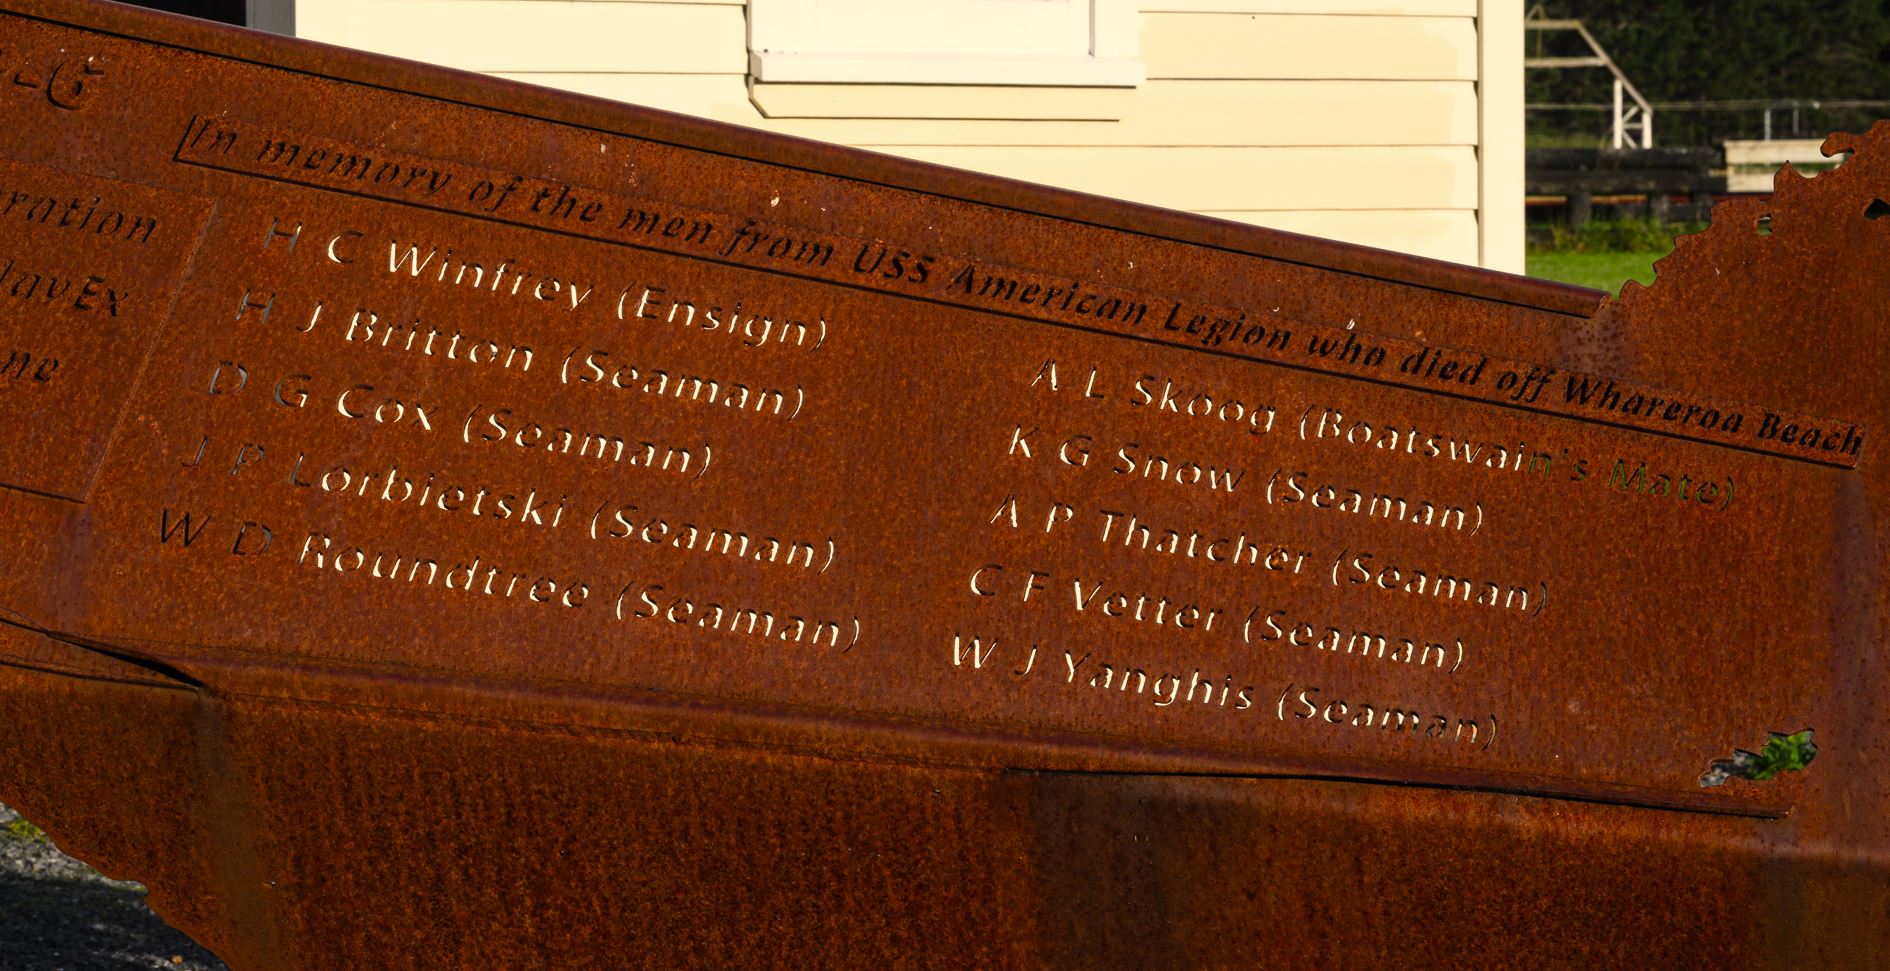 ration
ne
In memory of the men from USS American Legion who died off Whareroa Beach
H C Winfrey (Ensign)
H J Britton (Seaman)
D G Cox (Seaman)
J P Lorbietski (Seaman)
W D Roundtree (Seaman)
A L Skoog (Boatswain's Mate)
K G Snow (Seaman)
A P Thatcher (Seaman)
C F Vetter (Seaman)
W J Yanghis (Seaman)